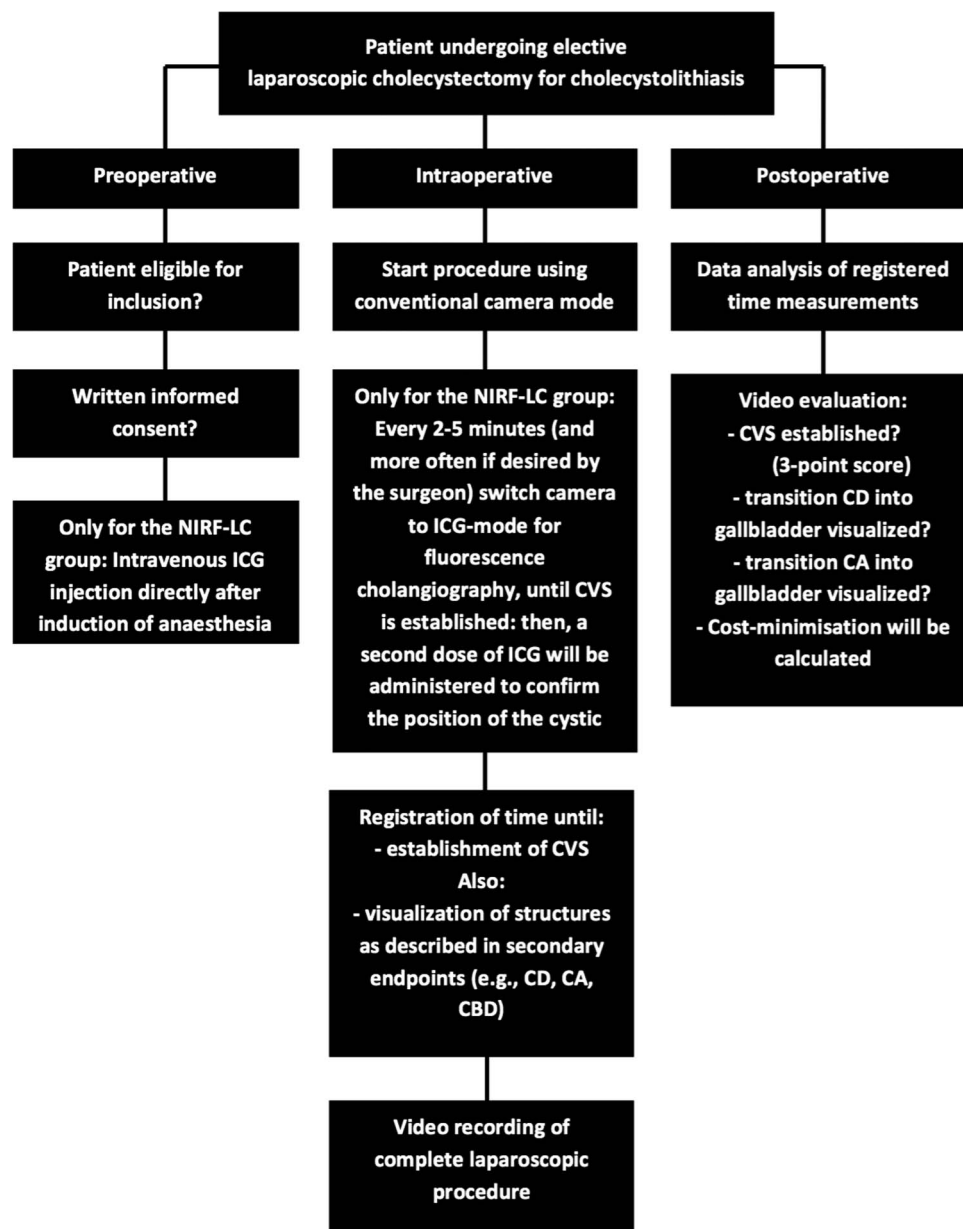 Patient undergoing elective
laparoscopic cholecystectomy for cholecystolithiasis
Preoperative
Patient eligible for
inclusion?
Written informed
consent?
Only for the NIRF-LC
group: Intravenous ICG
injection directly after
induction of anaesthesia
Intraoperative
Start procedure using
conventional camera mode
Only for the NIRF-LC group:
Every 2-5 minutes (and
more often if desired by
the surgeon) switch camera
to ICG-mode for
fluorescence
cholangiography, until CVS
is established: then, a
second dose of ICG will be
administered to confirm
the position of the cystic
Registration of time until:
- establishment of CVS
Also:
- visualization of structures
as described in secondary
endpoints (e.g., CD, CA,
CBD)
Video recording of
complete laparoscopic
procedure
Postoperative
Data analysis of registered
time measurements
Video evaluation:
- CVS established?
(3-point score)
- transition CD into
gallbladder visualized?
- transition CA into
gallbladder visualized?
- Cost-minimisation will be
calculated